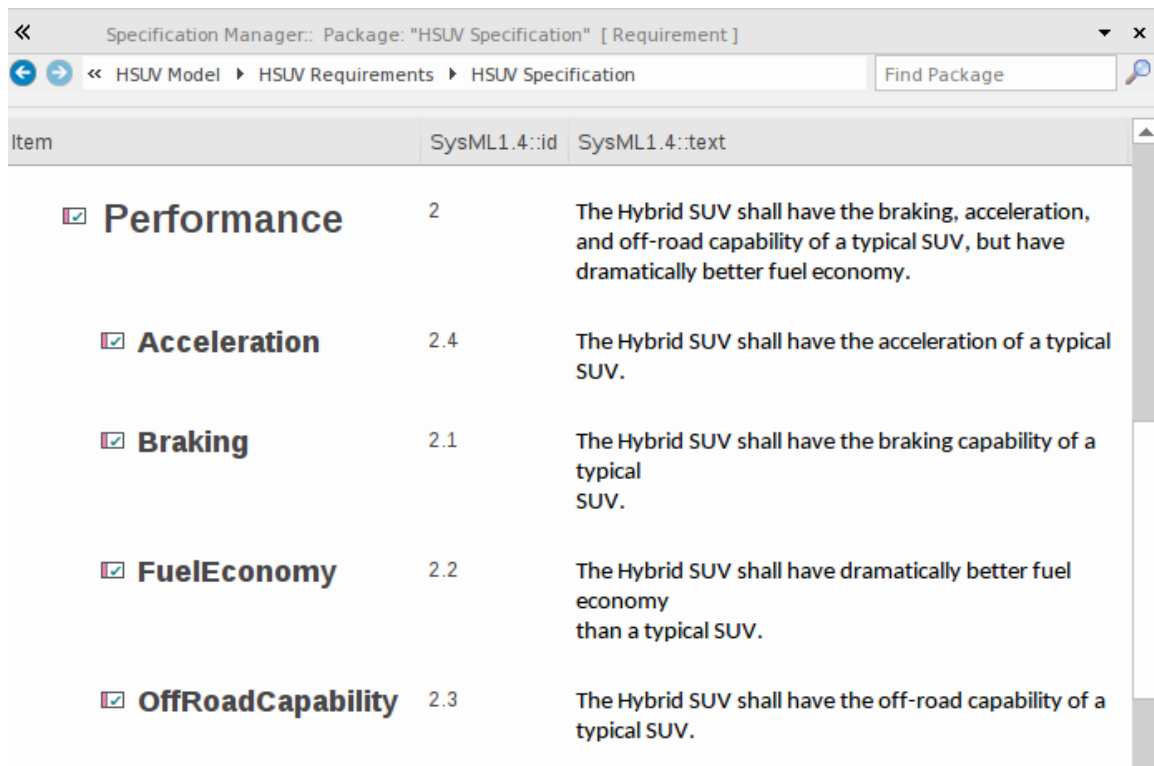 « Specification Manager:: Package: "HSUV Specification" [ Requirement ]
« HSUV Model HSUV Requirements HSUV Specification Find Package
Item SysML1.4::id SysML1.4::text
Performance 2 The Hybrid SUV shall have the braking, acceleration,
and off-road capability of a typical SUV, but have
dramatically better fuel economy.
Acceleration 2.4 The Hybrid SUV shall have the acceleration of a typical
SUV.
Braking 2.1 The Hybrid SUV shall have the braking capability of a
typical
SUV.
FuelEconomy 2.2 The Hybrid SUV shall have dramatically better fuel
economy
than a typical SUV.
OffRoadCapability 2.3 The Hybrid SUV shall have the off-road capability of a
typical SUV.